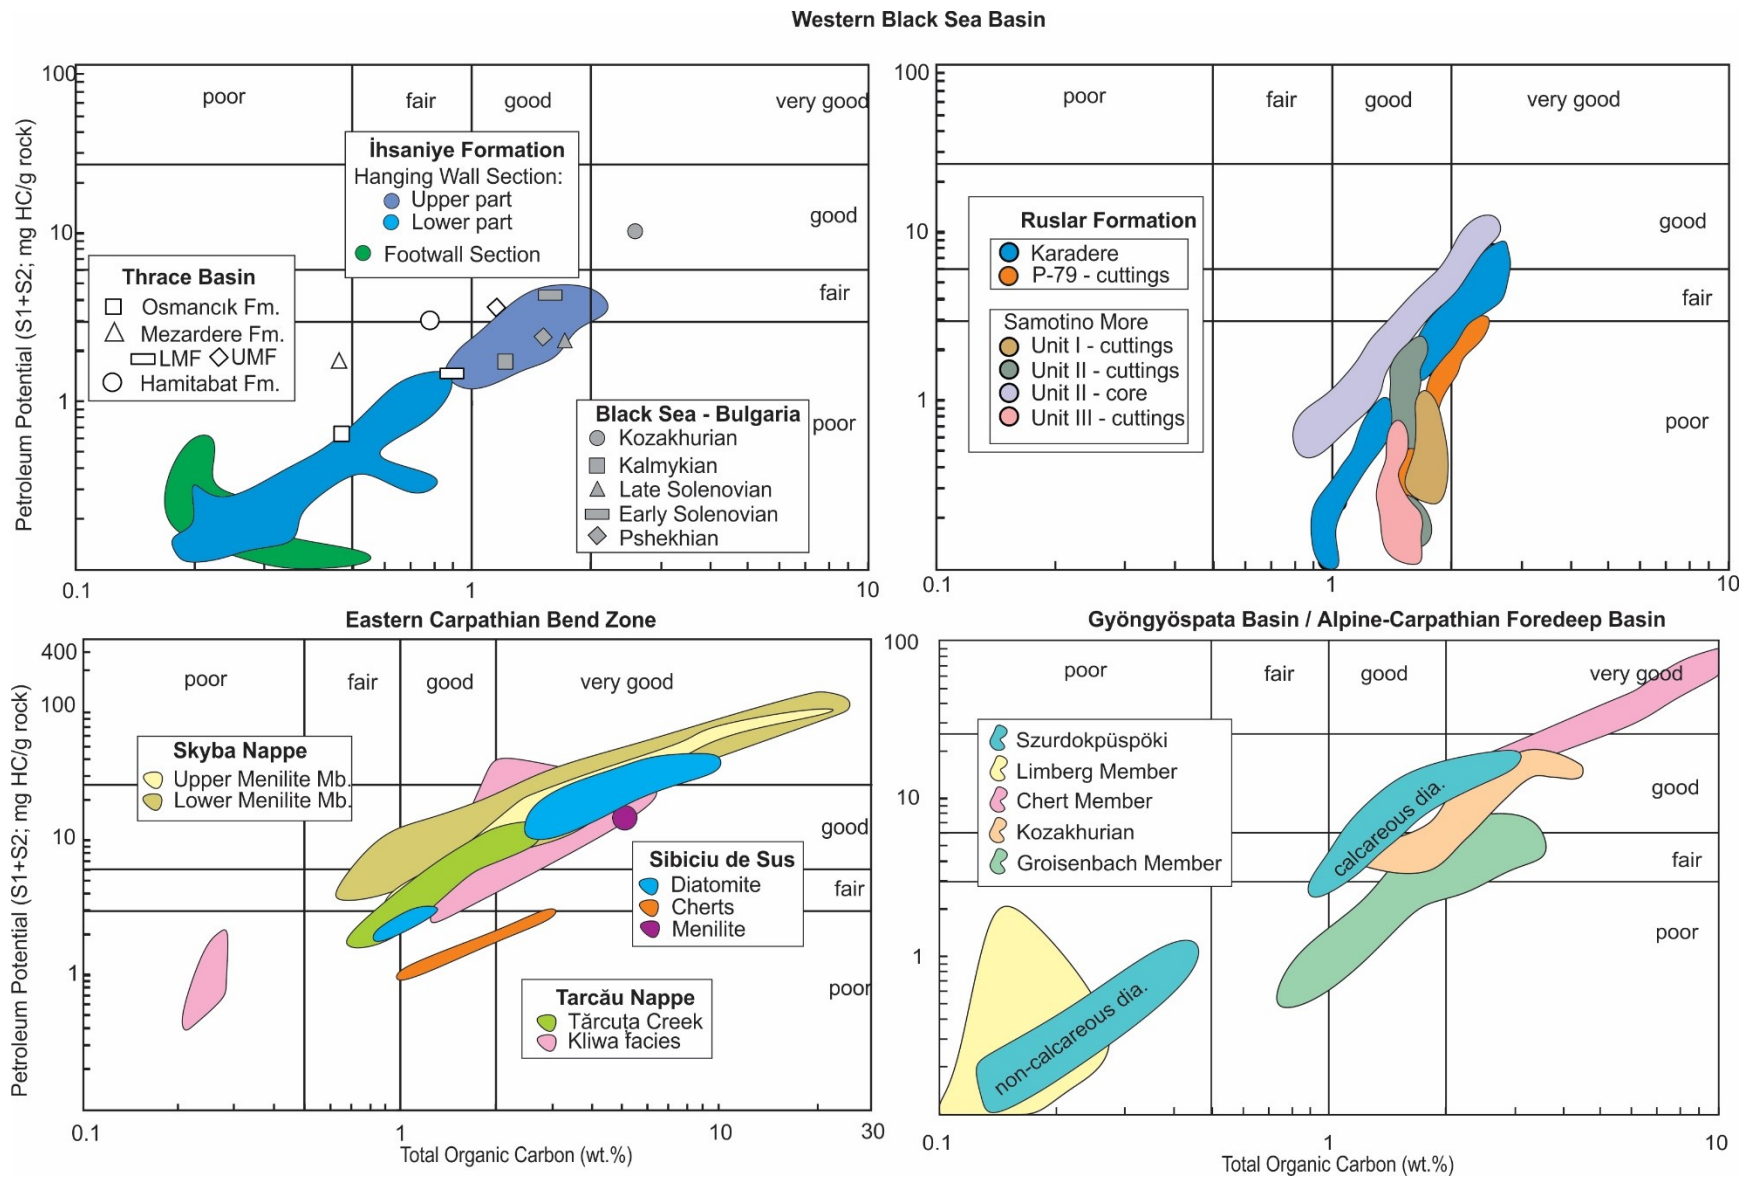 Western Black Sea Basin
Petroleum Potential (S1+S2; mg HC/g rock)
100
10
1
poor
fair
good
very good
good
fair
poor
İhsaniye Formation
Hanging Wall Section:
Upper part
Lower part
Footwall Section
Thrace Basin
Osmancık Fm.
Mezardere Fm.
LMF UMF
Hamitabat Fm.
Black Sea - Bulgaria
Kozakhurian
Kalmykian
Late Solenovian
Early Solenovian
Pshekhian
0.1
1
10
100
10
1
poor
fair
good
very good
good
fair
poor
Ruslar Formation
Karadere
P-79 - cuttings
Samotino More
Unit I - cuttings
Unit II - cuttings
Unit II - core
Unit III - cuttings
0.1
1
10
Eastern Carpathian Bend Zone
Petroleum Potential (S1+S2; mg HC/g rock)
400
100
10
1
poor
fair
good
very good
good
fair
poor
Skyba Nappe
Upper Menilite Mb.
Lower Menilite Mb.
Sibiciu de Sus
Diatomite
Cherts
Menilite
Tarcău Nappe
Tărcuța Creek
Kliwa facies
0.1
1
10
30
Total Organic Carbon (wt.%)
Gyöngyöspata Basin / Alpine-Carpathian Foredeep Basin
100
10
1
poor
fair
good
very good
good
fair
poor
Szurdokpüspöki
Limberg Member
Chert Member
Kozakhurian
Groisenbach Member
calcareous dia.
non-calcareous dia.
0.1
1
10
Total Organic Carbon (wt.%)